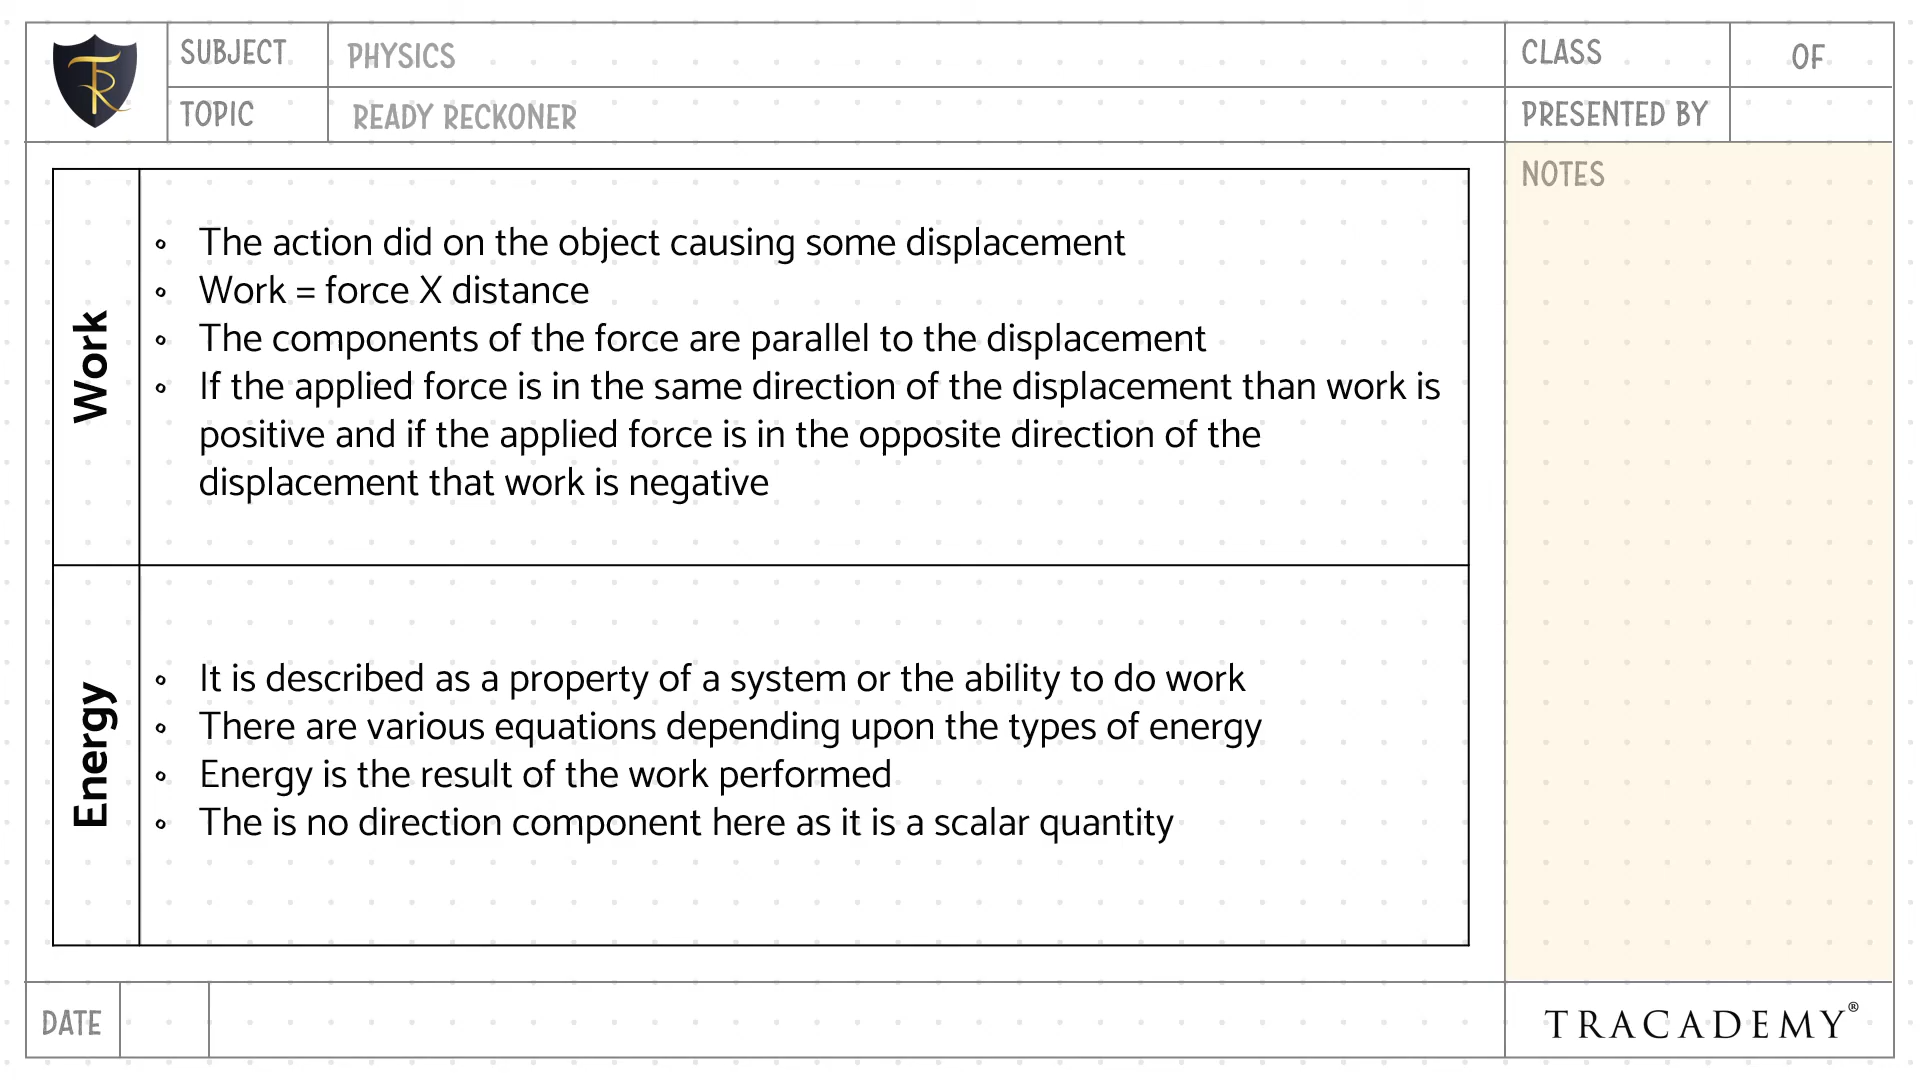 TR
SUBJECT
PHYSICS
CLASS
OF
TOPIC
READY RECKONER
PRESENTED BY
NOTES
Work
◦ The action did on the object causing some displacement
◦ Work = force X distance
◦ The components of the force are parallel to the displacement
◦ If the applied force is in the same direction of the displacement than work is
positive and if the applied force is in the opposite direction of the
displacement that work is negative
Energy
◦ It is described as a property of a system or the ability to do work
◦ There are various equations depending upon the types of energy
◦ Energy is the result of the work performed
◦ The is no direction component here as it is a scalar quantity
DATE
TRACADEMY®